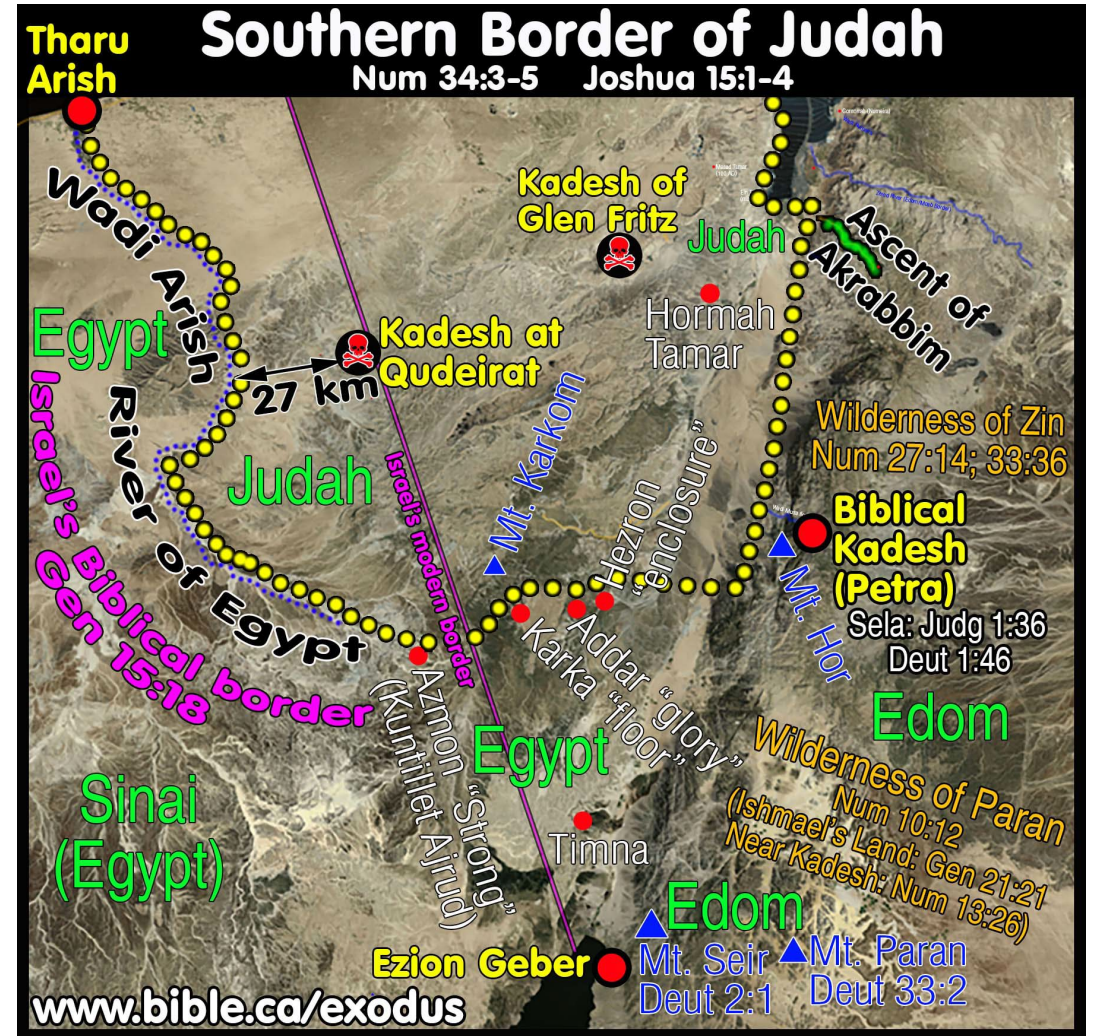 Southern Border of Judah
Num 34:3-5 Joshua 15:1-4
Tharu
Arish
Wadi Arish
River of Egypt
Egypt
Israel's Biblical border
Gen 15:18
Kadesh of
Glen Fritz
Judah
Ascent of
Akrabbim
Hormah
Tamar
Kadesh at
Qudeirat
27 km
Judah
Israel's modern border
Mt. Karkom
Hezron
"enclosure"
Wilderness of Zin
Num 27:14; 33:36
Biblical
Kadesh
(Petra)
Sela: Judg 1:36
Deut 1:46
Mt. Hor
Edom
Karka "floor"
Addar "glory"
Azmon "Strong"
(Kuntillet Ajrud)
Egypt
Wilderness of Paran
Num 10:12
(Ishmael's Land: Gen 21:21
Near Kadesh: Num 13:26)
Sinai
(Egypt)
Timna
Edom
Ezion Geber
Mt. Seir
Deut 2:1
Mt. Paran
Deut 33:2
www.bible.ca/exodus